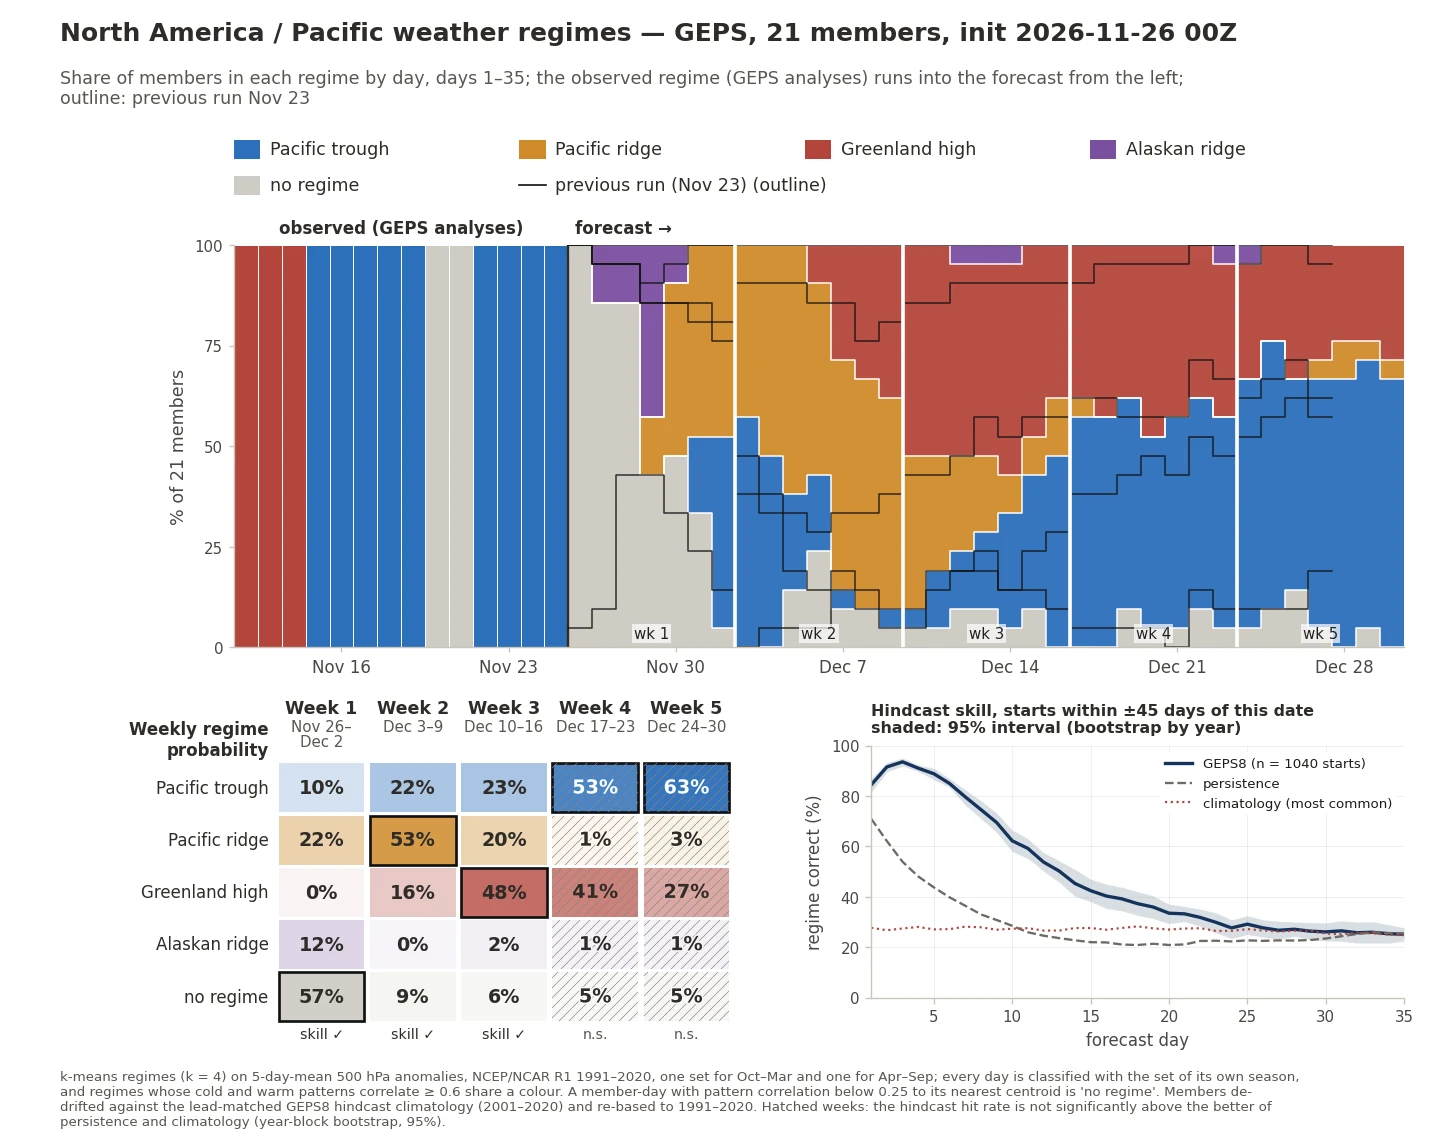 North America / Pacific weather regimes — GEPS, 21 members, init 2026-11-26 00Z
Share of members in each regime by day, days 1–35; the observed regime (GEPS analyses) runs into the forecast from the left;
outline: previous run Nov 23
Pacific trough
Pacific ridge
Greenland high
Alaskan ridge
no regime
previous run (Nov 23) (outline)
observed (GEPS analyses)
forecast →
% of 21 members
100
75
50
25
0
wk 1
wk 2
wk 3
wk 4
wk 5
Nov 16
Nov 23
Nov 30
Dec 7
Dec 14
Dec 21
Dec 28
Weekly regime
probability
Week 1 Week 2 Week 3 Week 4 Week 5
Nov 26–
Dec 2
Dec 3–9 Dec 10–16 Dec 17–23 Dec 24–30
Pacific trough 10% 22% 23% 53% 63%
Pacific ridge 22% 53% 20% 1% 3%
Greenland high 0% 16% 48% 41% 27%
Alaskan ridge 12% 0% 2% 1% 1%
no regime 57% 9% 6% 5% 5%
skill ✓ skill ✓ skill ✓ n.s. n.s.
Hindcast skill, starts within ±45 days of this date
shaded: 95% interval (bootstrap by year)
GEPS8 (n = 1040 starts)
persistence
climatology (most common)
regime correct (%)
100
80
60
40
20
0
5
10
15
20
25
30
35
forecast day
k-means regimes (k = 4) on 5-day-mean 500 hPa anomalies, NCEP/NCAR R1 1991–2020, one set for Oct–Mar and one for Apr–Sep; every day is classified with the set of its own season,
and regimes whose cold and warm patterns correlate ≥ 0.6 share a colour. A member-day with pattern correlation below 0.25 to its nearest centroid is 'no regime'. Members de-
drifted against the lead-matched GEPS8 hindcast climatology (2001–2020) and re-based to 1991–2020. Hatched weeks: the hindcast hit rate is not significantly above the better of
persistence and climatology (year-block bootstrap, 95%).